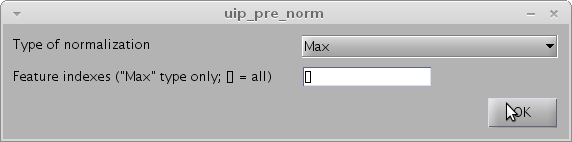 uip_pre_norm
Type of normalization
Max
Feature indexes ("Max" type only; [] = all)
[]
OK